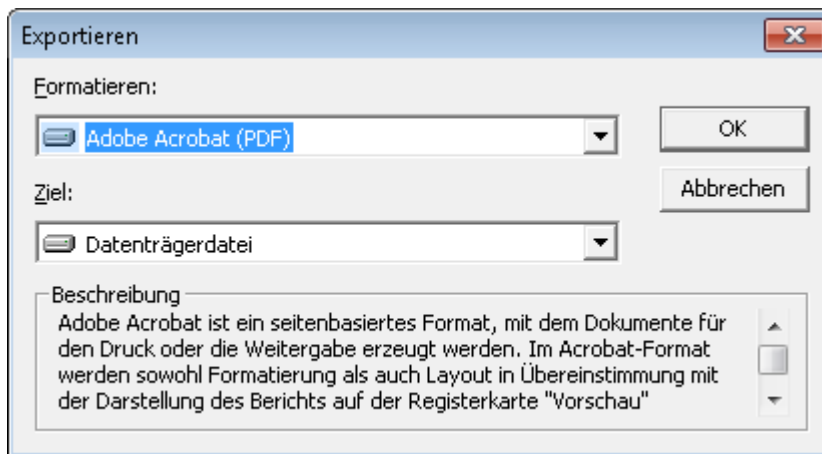 Exportieren
Formatieren:
Adobe Acrobat (PDF)
OK
Ziel:
Abbrechen
Datenträgerdatei
Beschreibung
Adobe Acrobat ist ein seitenbasiertes Format, mit dem Dokumente für
den Druck oder die Weitergabe erzeugt werden. Im Acrobat-Format
werden sowohl Formatierung als auch Layout in Übereinstimmung mit
der Darstellung des Berichts auf der Registerkarte "Vorschau"